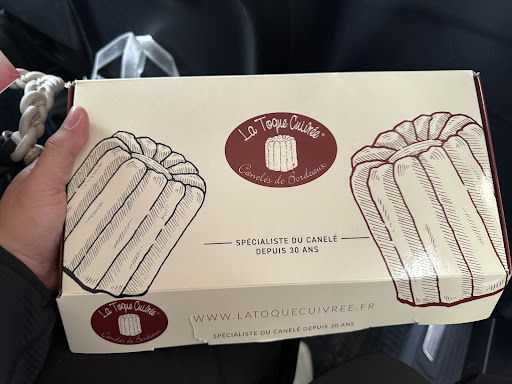 La Toque Cuivrée®
Canelés de Bordeaux
SPÉCIALISTE DU CANELÉ
DEPUIS 30 ANS
La Toque Cuivrée®
Canelés de Bordeaux
WWW.LATOQUECUIVREE.FR
SPÉCIALISTE DU CANELÉ DEPUIS 30 ANS